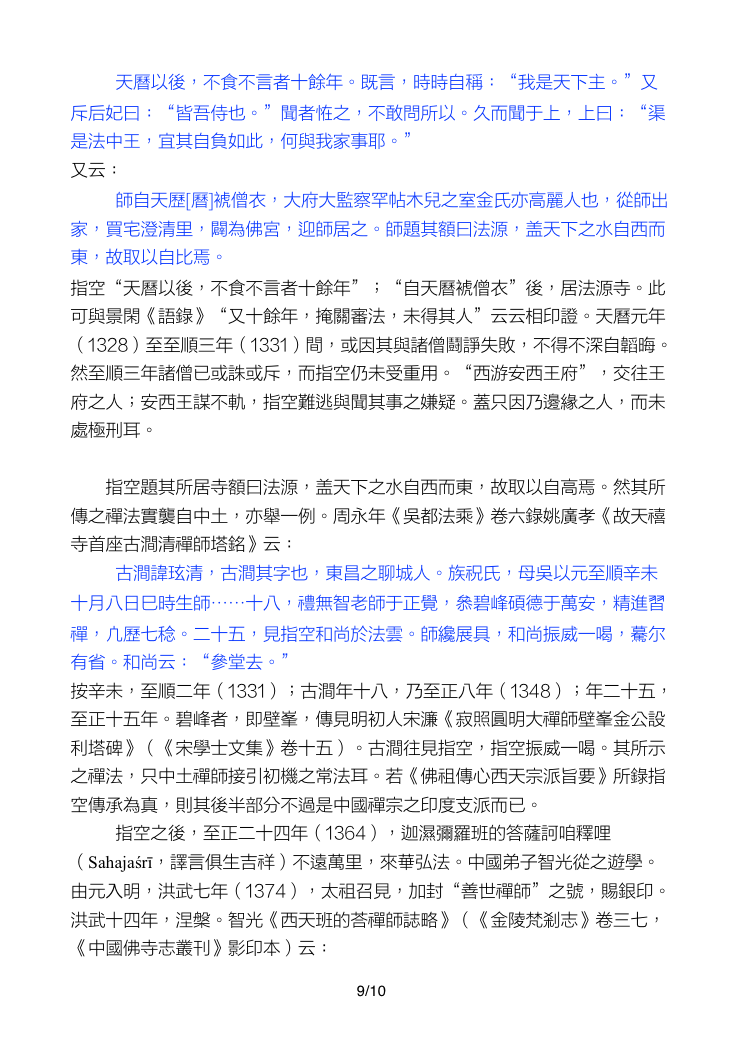 天曆以後，不食不言者十餘年。既言，時時自稱：“我是天下主。”又
斥后妃曰：“皆吾侍也。”聞者恠之，不敢問所以。久而聞于上，上曰：“渠
是法中王，宜其自負如此，何與我家事耶。”
又云：
師自天歷[曆]褫僧衣，大府大監察罕帖木兒之室金氏亦高麗人也，從師出
家，買宅澄清里，闢為佛宮，迎師居之。師題其額曰法源，盖天下之水自西而
東，故取以自比焉。
指空“天曆以後，不食不言者十餘年”；“自天曆褫僧衣”後，居法源寺。此
可與景閑《語錄》“又十餘年，掩關審法，未得其人”云云相印證。天曆元年
（1328）至至順三年（1331）間，或因其與諸僧鬪諍失敗，不得不深自韜晦。
然至順三年諸僧已或誅或斥，而指空仍未受重用。“西游安西王府”，交往王
府之人；安西王謀不軌，指空難逃與聞其事之嫌疑。蓋只因乃邊緣之人，而未
處極刑耳。
指空題其所居寺額曰法源，盖天下之水自西而東，故取以自高焉。然其所
傳之禪法實襲自中土，亦舉一例。周永年《吳都法乘》卷六錄姚廣孝《故天禧
寺首座古澗清禪師塔銘》云：
古澗諱玹清，古澗其字也，東昌之聊城人。族祝氏，母吳以元至順辛未
十月八日巳時生師……十八，禮無智老師于正覺，叅碧峰碩德于萬安，精進習
禪，凢歷七稔。二十五，見指空和尚於法雲。師纔展具，和尚振威一喝，驀尔
有省。和尚云：“參堂去。”
按辛未，至順二年（1331）；古澗年十八，乃至正八年（1348）；年二十五，
至正十五年。碧峰者，即壁峯，傳見明初人宋濂《寂照圓明大禪師壁峯金公設
利塔碑》（《宋學士文集》卷十五）。古澗往見指空，指空振威一喝。其所示
之禪法，只中土禪師接引初機之常法耳。若《佛祖傳心西天宗派旨要》所錄指
空傳承為真，則其後半部分不過是中國禪宗之印度支派而已。
指空之後，至正二十四年（1364），迦濕彌羅班的答薩訶咱釋哩
（Sahajaśrī，譯言俱生吉祥）不遠萬里，來華弘法。中國弟子智光從之遊學。
由元入明，洪武七年（1374），太祖召見，加封“善世禪師”之號，賜銀印。
洪武十四年，涅槃。智光《西天班的荅禪師誌略》（《金陵梵剎志》卷三七，
《中國佛寺志叢刊》影印本）云：
9/10